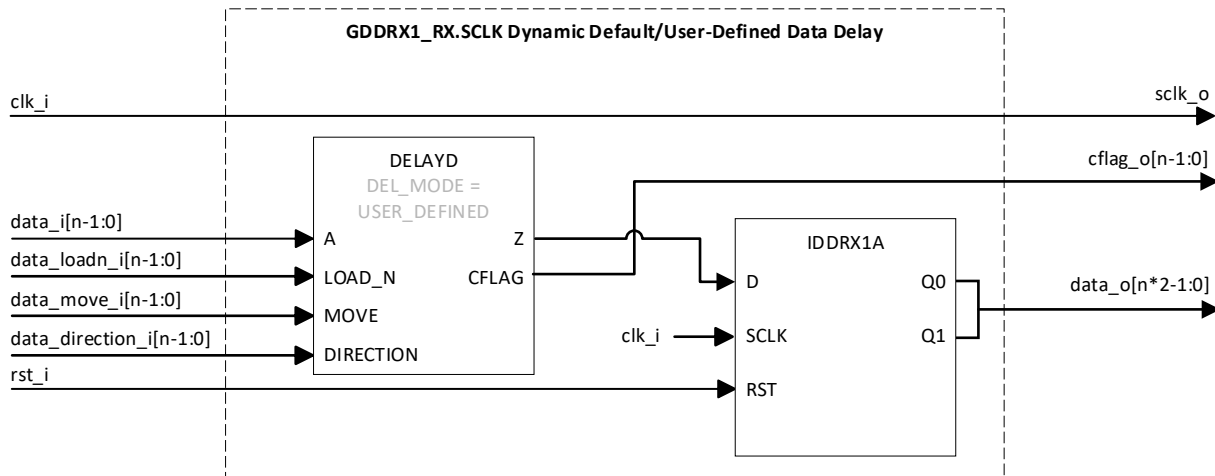 GDDRX1_RX.SCLK Dynamic Default/User-Defined Data Delay
clk_i
sclk_o
DELAYD
DEL_MODE =
USER_DEFINED
cflag_o[n-1:0]
data_i[n-1:0]
A
Z
IDDRX1A
data_loadn_i[n-1:0]
LOAD_N
CFLAG
D
Q0
data_o[n*2-1:0]
data_move_i[n-1:0]
MOVE
clk_i
SCLK
Q1
data_direction_i[n-1:0]
DIRECTION
rst_i
RST